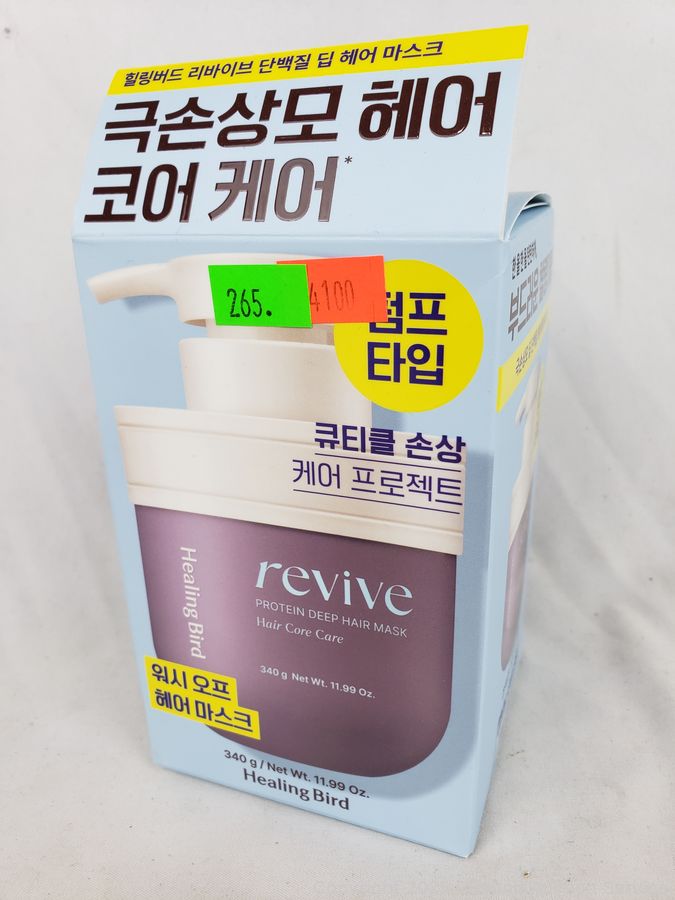 힐링버드 리바이브 단백질 딥 헤어 마스크
극손상모 헤어
코어 케어*
265.
4100
펌프
타입
큐티클 손상
케어 프로젝트
Healing Bird
revive
PROTEIN DEEP HAIR MASK
Hair Core Care
340 g Net Wt. 11.99 Oz.
워시 오프
헤어 마스크
340 g / Net Wt. 11.99 Oz.
Healing Bird